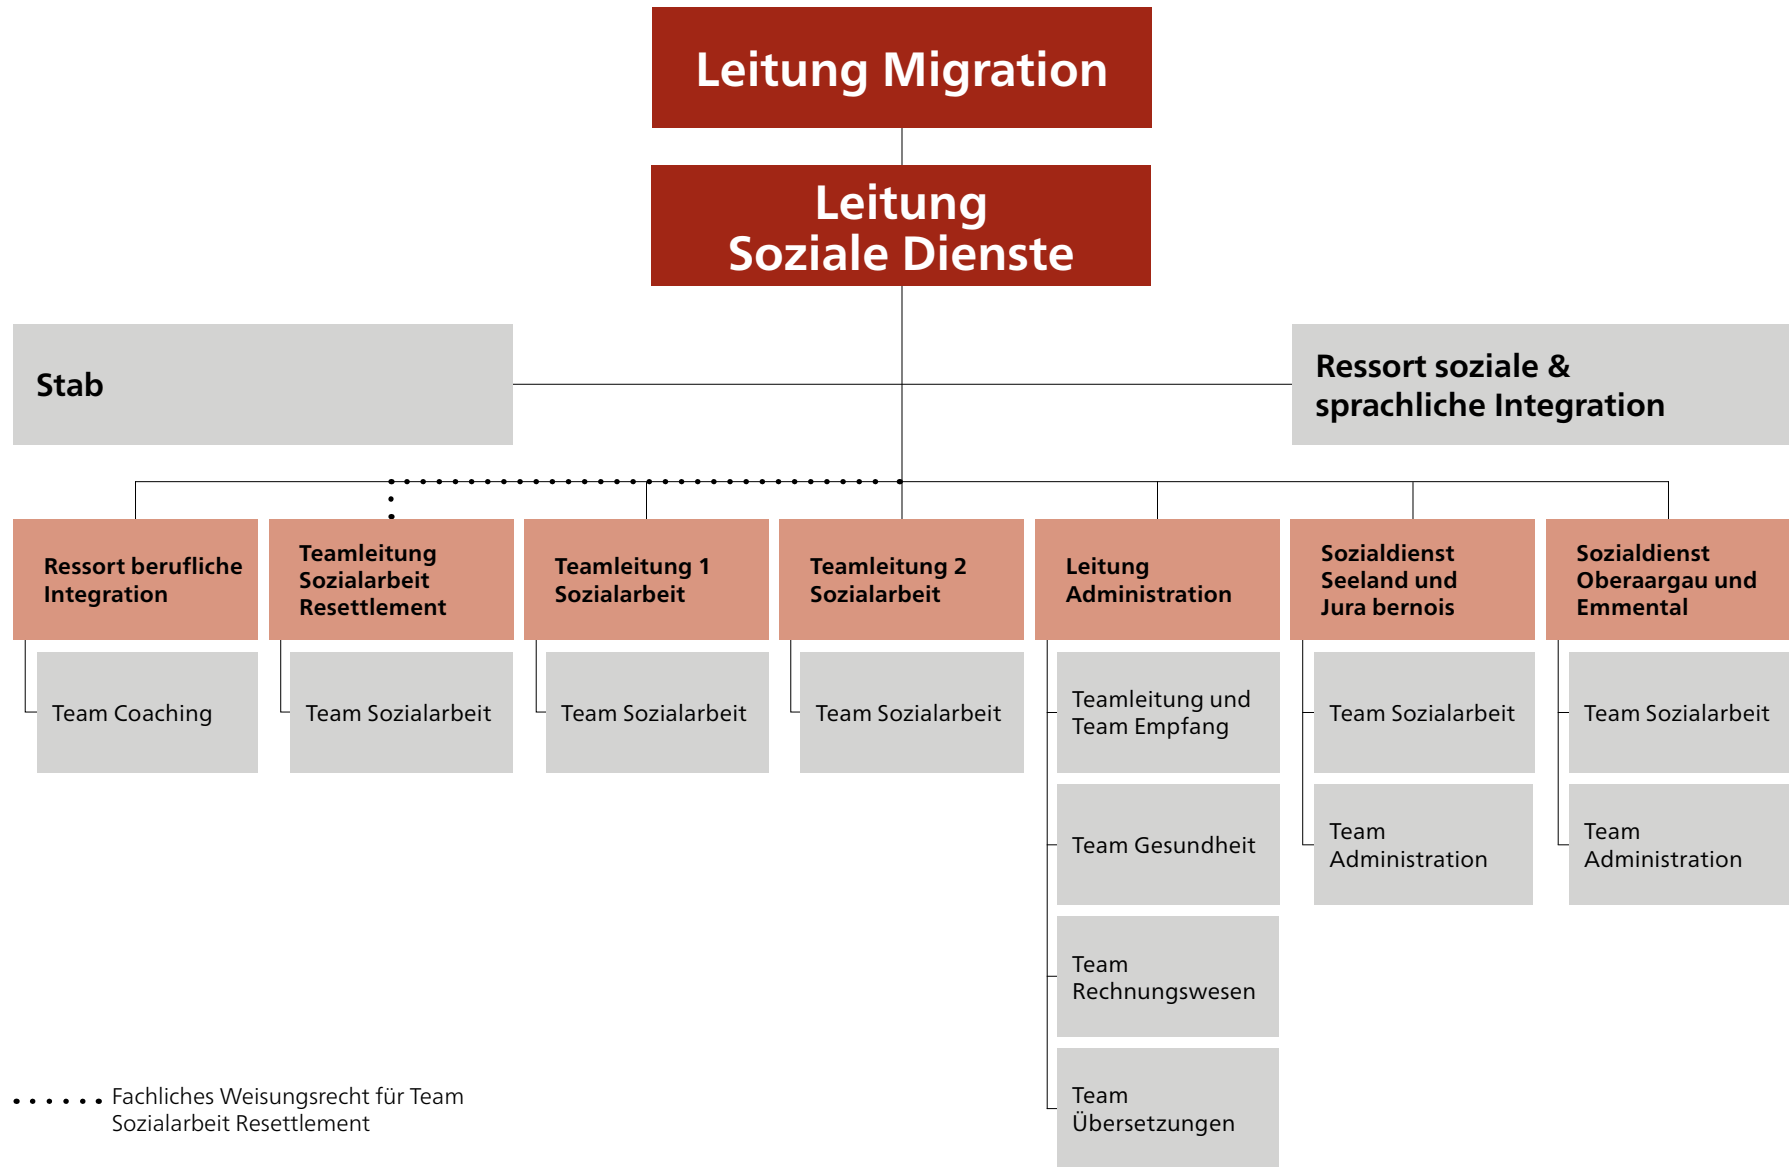 Leitung Migration
Leitung
Soziale Dienste
Stab
Ressort soziale &
sprachliche Integration
Ressort berufliche
Integration
Teamleitung
Sozialarbeit
Resettlement
Teamleitung 1
Sozialarbeit
Teamleitung 2
Sozialarbeit
Leitung
Administration
Sozialdienst
Seeland und
Jura bernois
Sozialdienst
Oberaargau und
Emmental
Team Coaching
Team Sozialarbeit
Team Sozialarbeit
Team Sozialarbeit
Teamleitung und
Team Empfang
Team Sozialarbeit
Team Sozialarbeit
Team Gesundheit
Team
Administration
Team
Administration
Team
Rechnungswesen
Team
Übersetzungen
Fachliches Weisungsrecht für Team
Sozialarbeit Resettlement